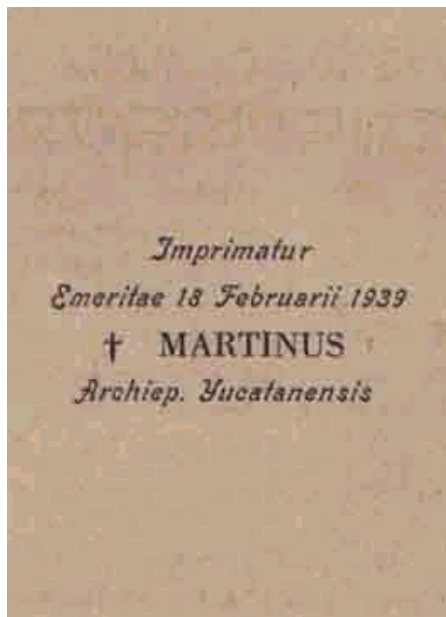 Imprimatur
Emeritae 18 Februarii 1939
† MARTINUS
Archiep. Yucatanensis